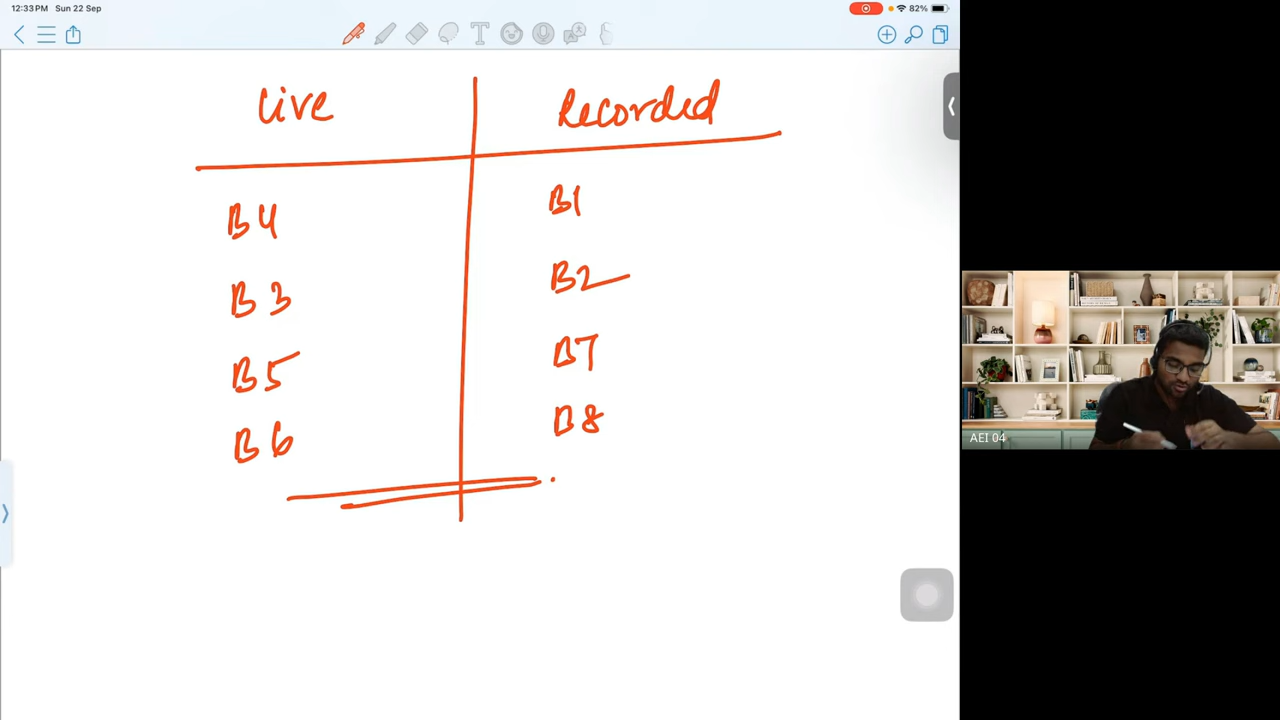 12:33 PM Sun 22 Sep
82%
T
Live Recorded
B4 B1
B3 B2
B5 B7
B6 B8
AEI 04